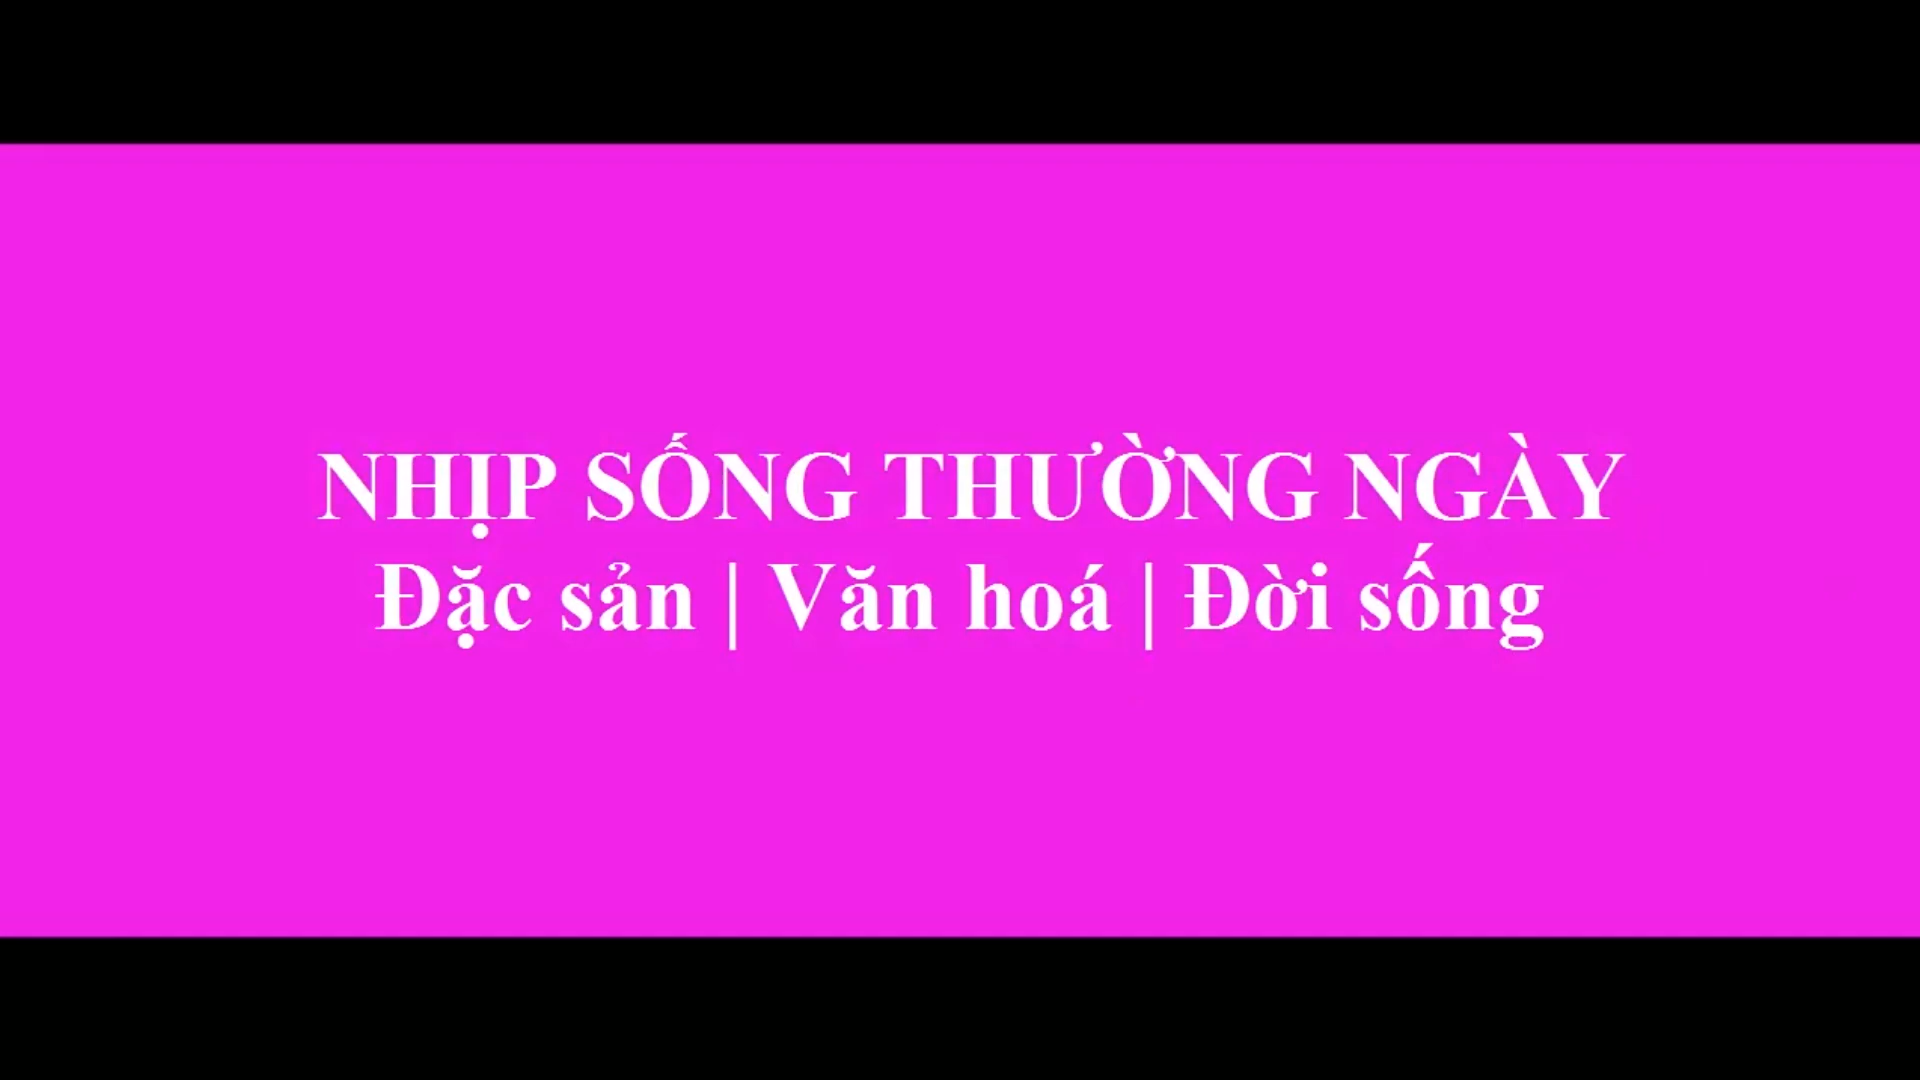 NHỊP SỐNG THƯỜNG NGÀY
Đặc sản | Văn hoá | Đời sống